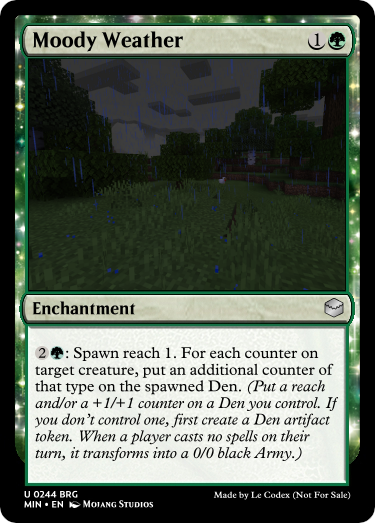 Moody Weather 1
Enchantment
2: Spawn reach 1. For each counter on
target creature, put an additional counter of
that type on the spawned Den. (Put a reach
and/or a +1/+1 counter on a Den you control. If
you don't control one, first create a Den artifact
token. When a player casts no spells on their
turn, it transforms into a 0/0 black Army.)
U 0244 BRG
MIN • EN Mojang Studios
Made by Le Codex (Not For Sale)